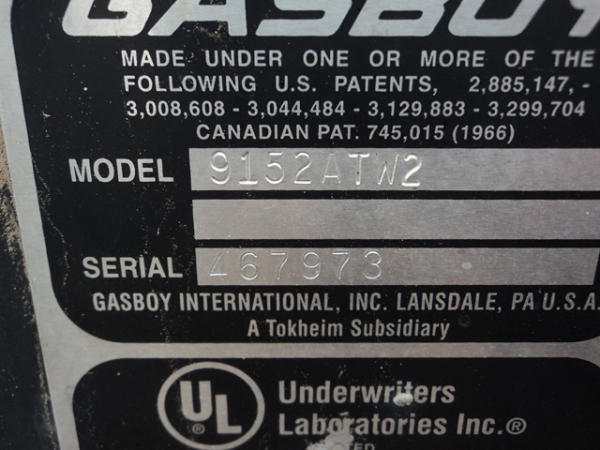 GASBOY
MADE UNDER ONE OR MORE OF THE
FOLLOWING U.S. PATENTS, 2,885,147, -
3,008,608 - 3,044,484 - 3,129,883 - 3,299,704
CANADIAN PAT. 745,015 (1966)
MODEL 9152ATW2
SERIAL 467973
GASBOY INTERNATIONAL, INC. LANSDALE, PA U.S.A.
A Tokheim Subsidiary
UL Underwriters
Laboratories Inc.®
LISTED